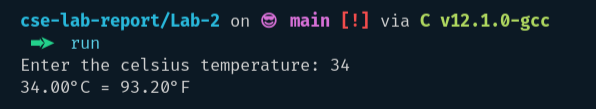 cse-lab-report/Lab-2 on 😎 main [!] via C v12.1.0-gcc
➾ run
Enter the celsius temperature: 34
34.00°C = 93.20°F